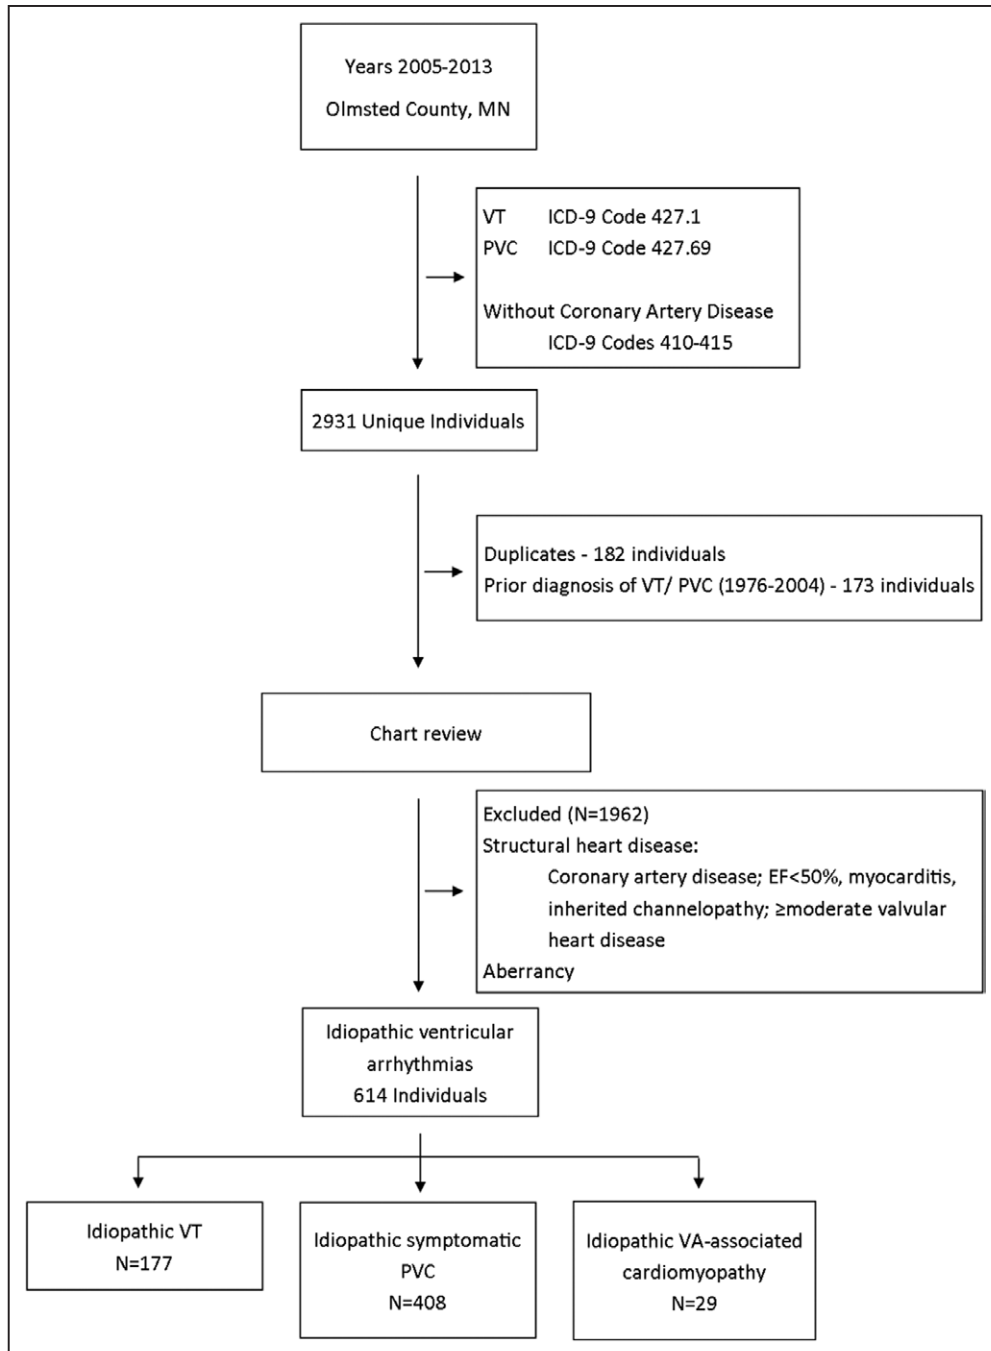 Years 2005-2013
Olmsted County, MN
VT ICD-9 Code 427.1
PVC ICD-9 Code 427.69
Without Coronary Artery Disease
ICD-9 Codes 410-415
2931 Unique Individuals
Duplicates - 182 individuals
Prior diagnosis of VT/ PVC (1976-2004) - 173 individuals
Chart review
Excluded (N=1962)
Structural heart disease:
Coronary artery disease; EF<50%, myocarditis,
inherited channelopathy; ≥moderate valvular
heart disease
Aberrancy
Idiopathic ventricular
arrhythmias
614 Individuals
Idiopathic VT
N=177
Idiopathic symptomatic
PVC
N=408
Idiopathic VA-associated
cardiomyopathy
N=29